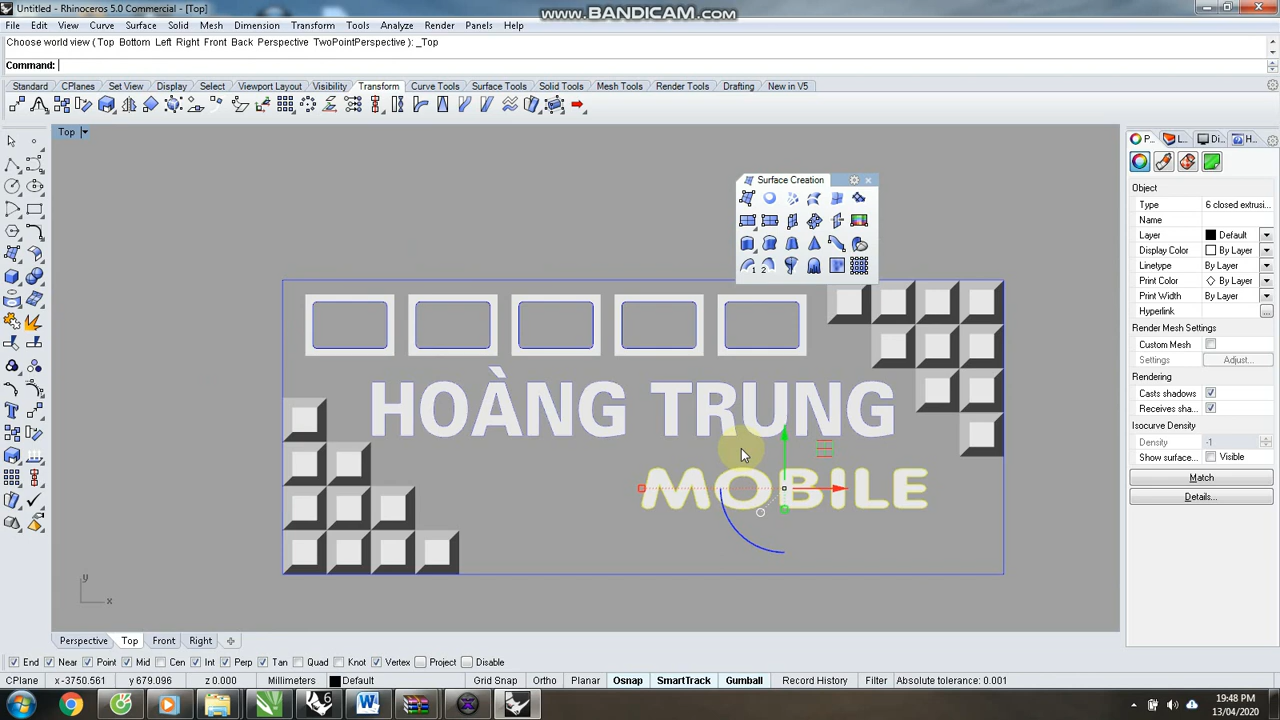 Untitled - Rhinoceros 5.0 Commercial - [Top]
www.BANDICAM.com
File Edit View Curve Surface Solid Mesh Dimension Transform Tools Analyze Render Panels Help
Choose world view ( Top Bottom Left Right Front Back Perspective TwoPointPerspective ): _Top
Command:
Standard CPlanes Set View Display Select Viewport Layout Visibility Transform Curve Tools Surface Tools Solid Tools Mesh Tools Render Tools Drafting New in V5
Top
P... L... Di... H...
Surface Creation
1 2
Object
Type 6 closed extrusi...
Name
Layer Default
Display Color By Layer
Linetype By Layer
Print Color By Layer
Print Width By Layer
Hyperlink ...
Render Mesh Settings
Custom Mesh
Settings Adjust...
Rendering
Casts shadows
Receives sha...
Isocurve Density
Density -1
Show surface... Visible
Match
Details...
HOÀNG TRUNG
MOBILE
y
x
Perspective Top Front Right
End Near Point Mid Cen Int Perp Tan Quad Knot Vertex Project Disable
CPlane x -3750.561 y 679.096 z 0.000 Millimeters Default Grid Snap Ortho Planar Osnap SmartTrack Gumball Record History Filter Absolute tolerance: 0.001
6
19:48 PM
13/04/2020